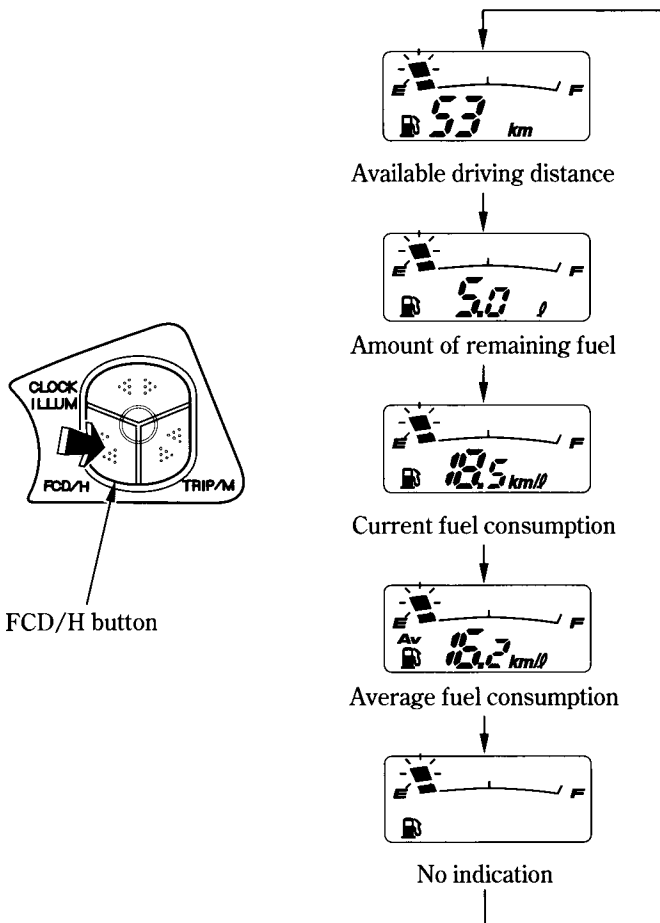 E F
53 km
Available driving distance
E F
5.0 ℓ
Amount of remaining fuel
E F
18.5 km/ℓ
Current fuel consumption
E F
Av
16.2 km/ℓ
Average fuel consumption
E F
No indication
CLOCK
ILLUM
FCD/H TRIP/M
FCD/H button